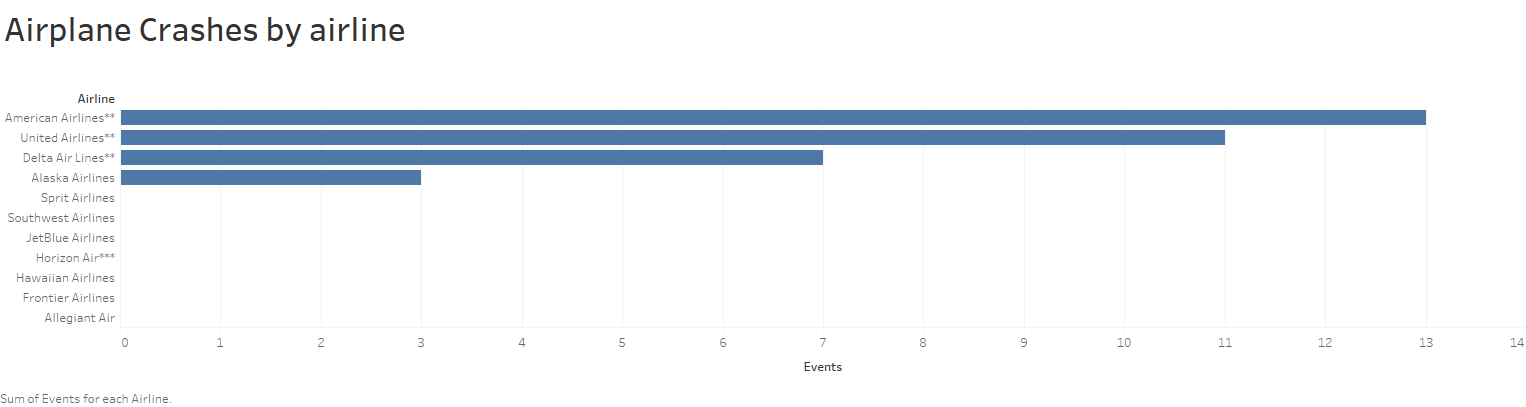 Airplane Crashes by airline
Airline
American Airlines**
United Airlines**
Delta Air Lines**
Alaska Airlines
Sprit Airlines
Southwest Airlines
JetBlue Airlines
Horizon Air***
Hawaiian Airlines
Frontier Airlines
Allegiant Air
0 1 2 3 4 5 6 7 8 9 10 11 12 13 14
Events
Sum of Events for each Airline.